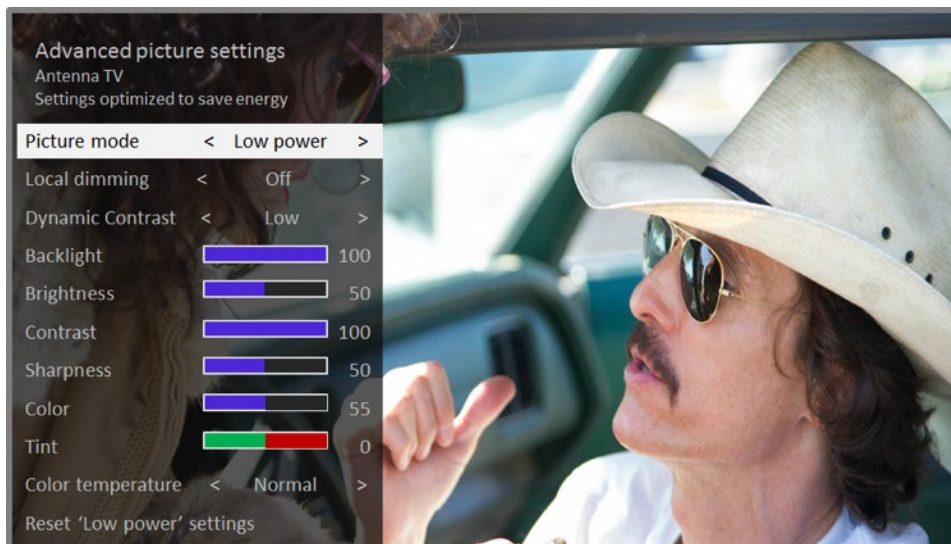 Advanced picture settings
Antenna TV
Settings optimized to save energy
Picture mode < Low power >
Local dimming < Off >
Dynamic Contrast < Low >
Backlight 100
Brightness 50
Contrast 100
Sharpness 50
Color 55
Tint 0
Color temperature < Normal >
Reset ‘Low power’ settings